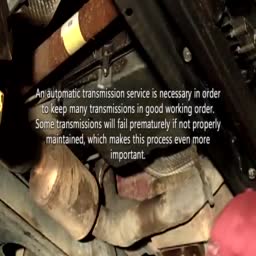 An automatic transmission service is necessary in order
to keep many transmissions in good working order.
Some transmissions will fail prematurely if not properly
maintained, which makes this process even more
important.